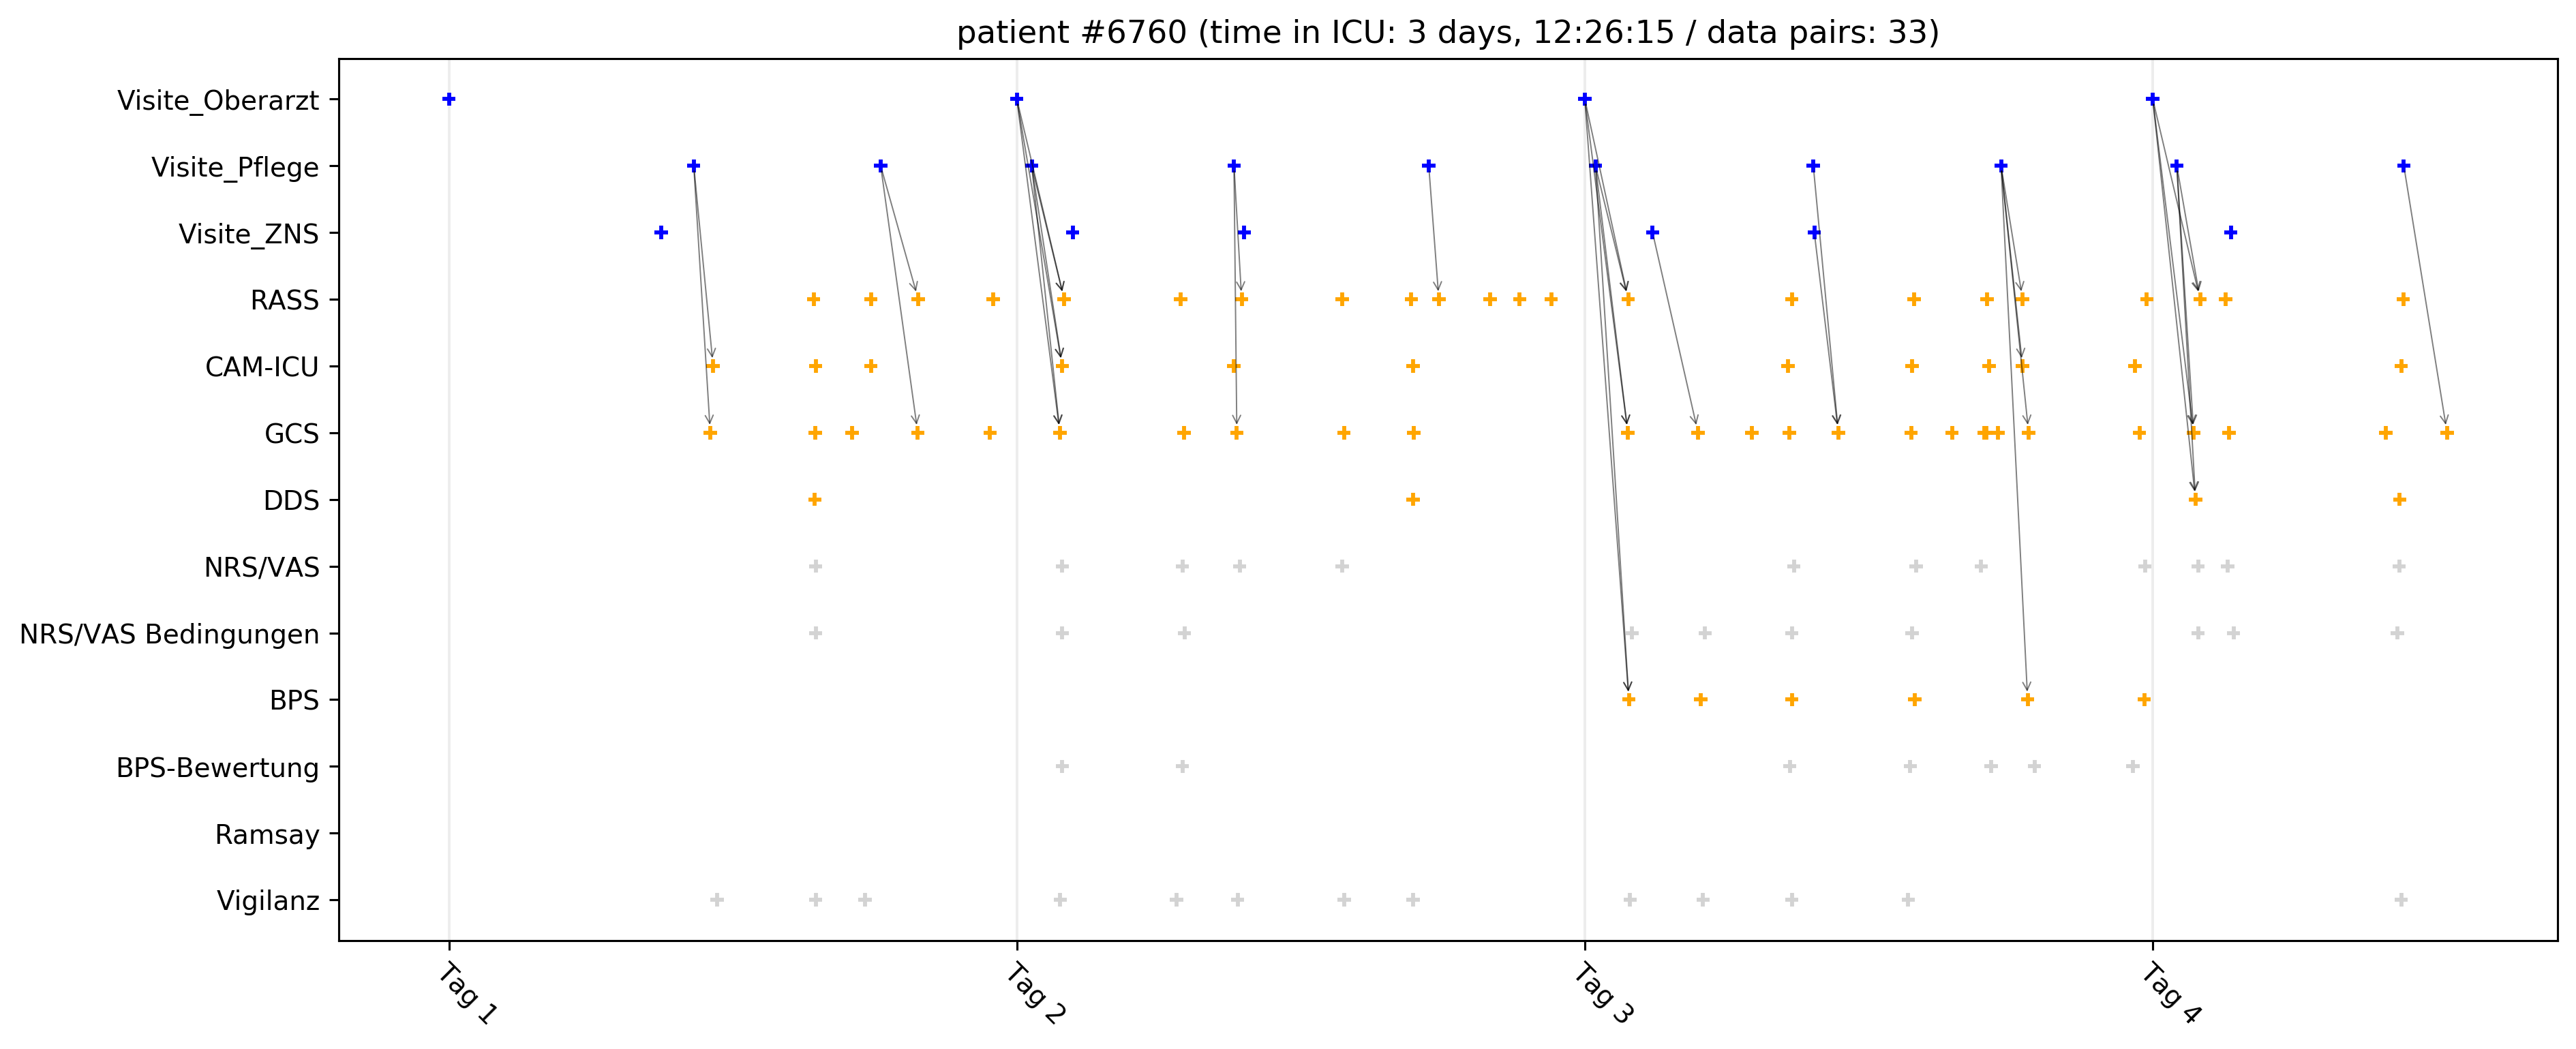 patient #6760 (time in ICU: 3 days, 12:26:15 / data pairs: 33)
Visite_Oberarzt
Visite_Pflege
Visite_ZNS
RASS
CAM-ICU
GCS
DDS
NRS/VAS
NRS/VAS Bedingungen
BPS
BPS-Bewertung
Ramsay
Vigilanz
Tag 1
Tag 2
Tag 3
Tag 4